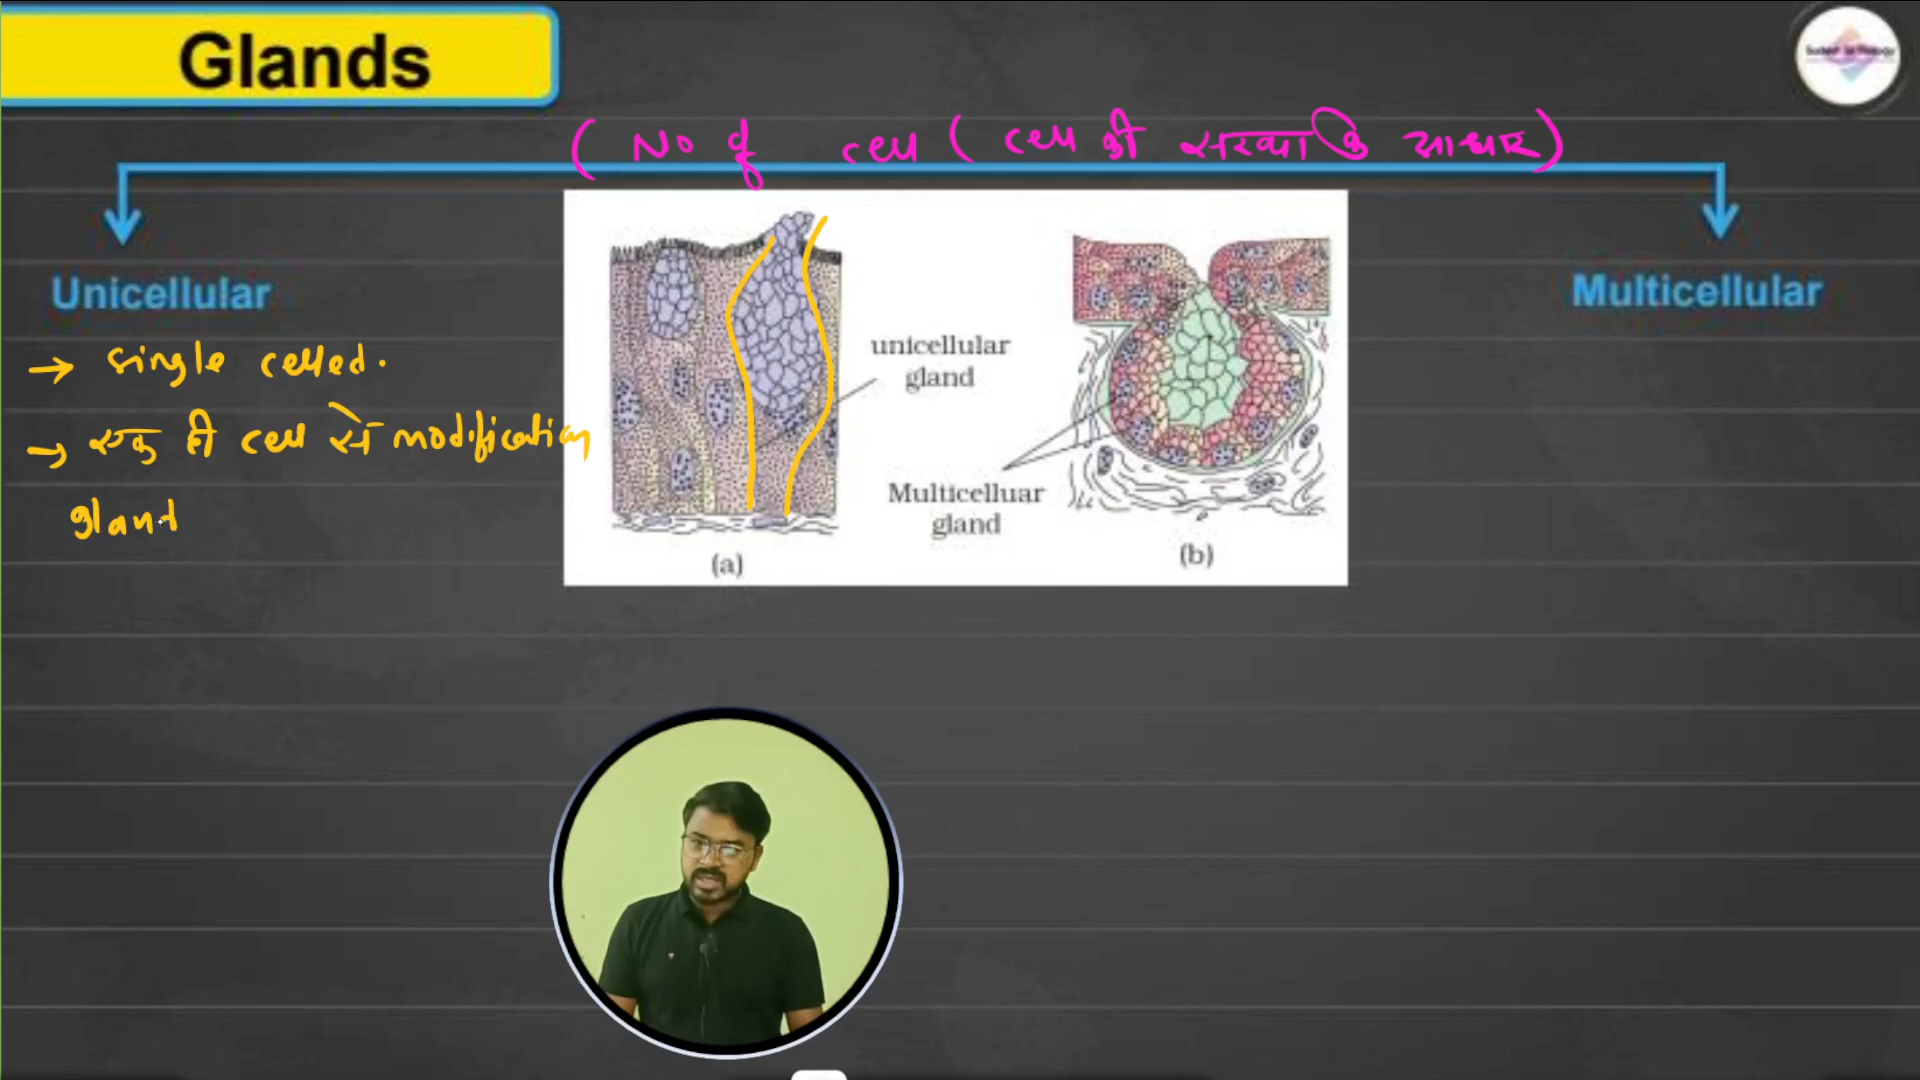 Glands
( No of cell ( cell की संख्या के आधार )
Unicellular
Multicellular
→ single celled.
→ एक ही cell से modification
gland
unicellular
gland
Multicelluar
gland
(a)
(b)